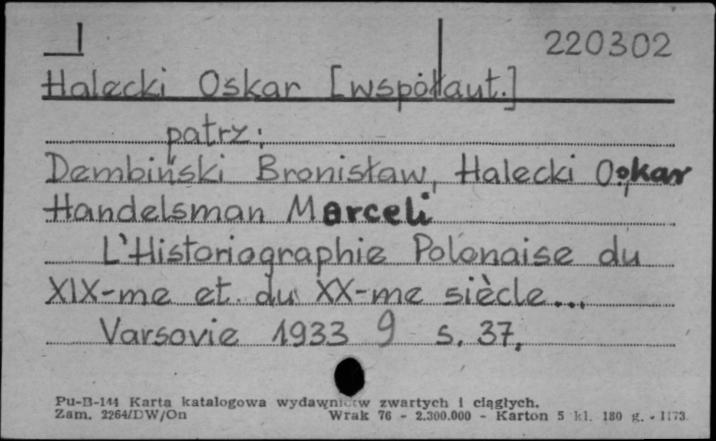 220302
Halecki Oskar [współaut.]
patrz:
Dembiński Bronisław, Halecki Oskar
Handelsman Marceli
L'Historiographie Polonaise du
XIX-me et du XX-me siècle...
Varsovie 1933 9 s. 37.
Pu-B-144 Karta katalogowa wydawnictw zwartych i ciągłych.
Zam. 2264/DW/On Wrak 76 - 2.300.000 - Karton 5 kl. 180 g. - 1173